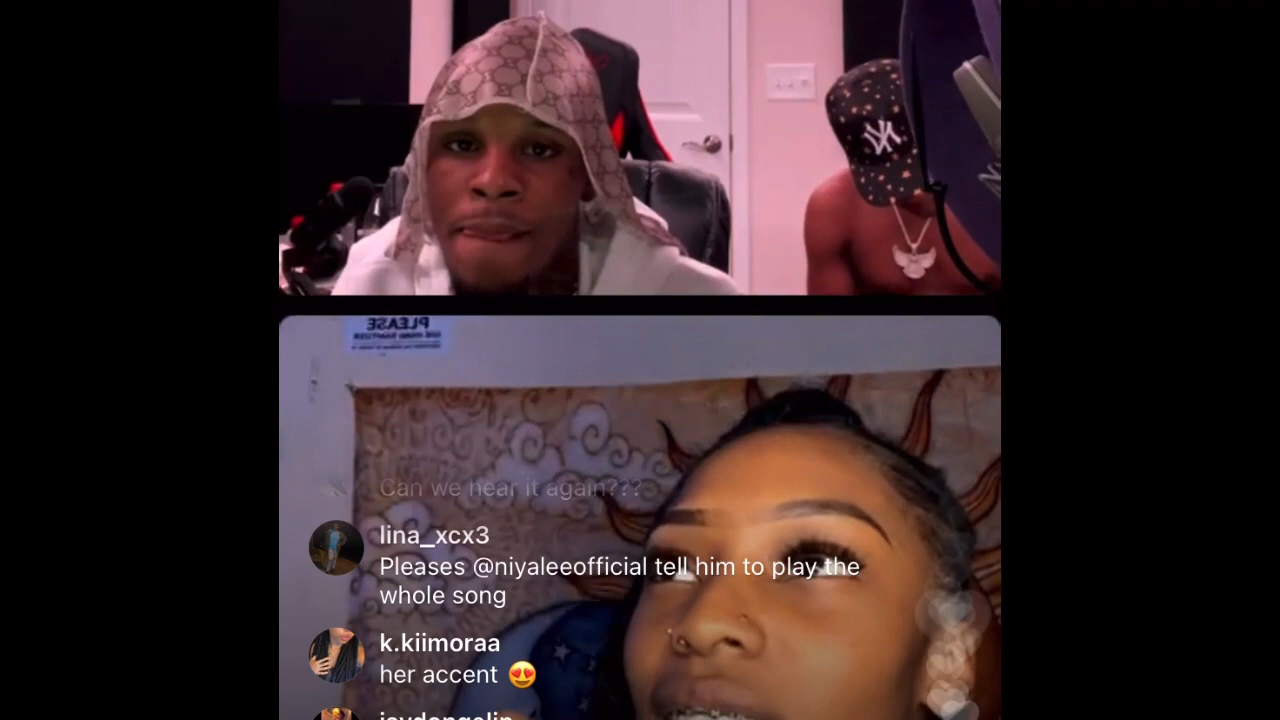 NY
PLEASE
Can we hear it again???
lina_xcx3
Pleases @niyaleeofficial tell him to play the
whole song
k.kiimoraa
her accent 😍